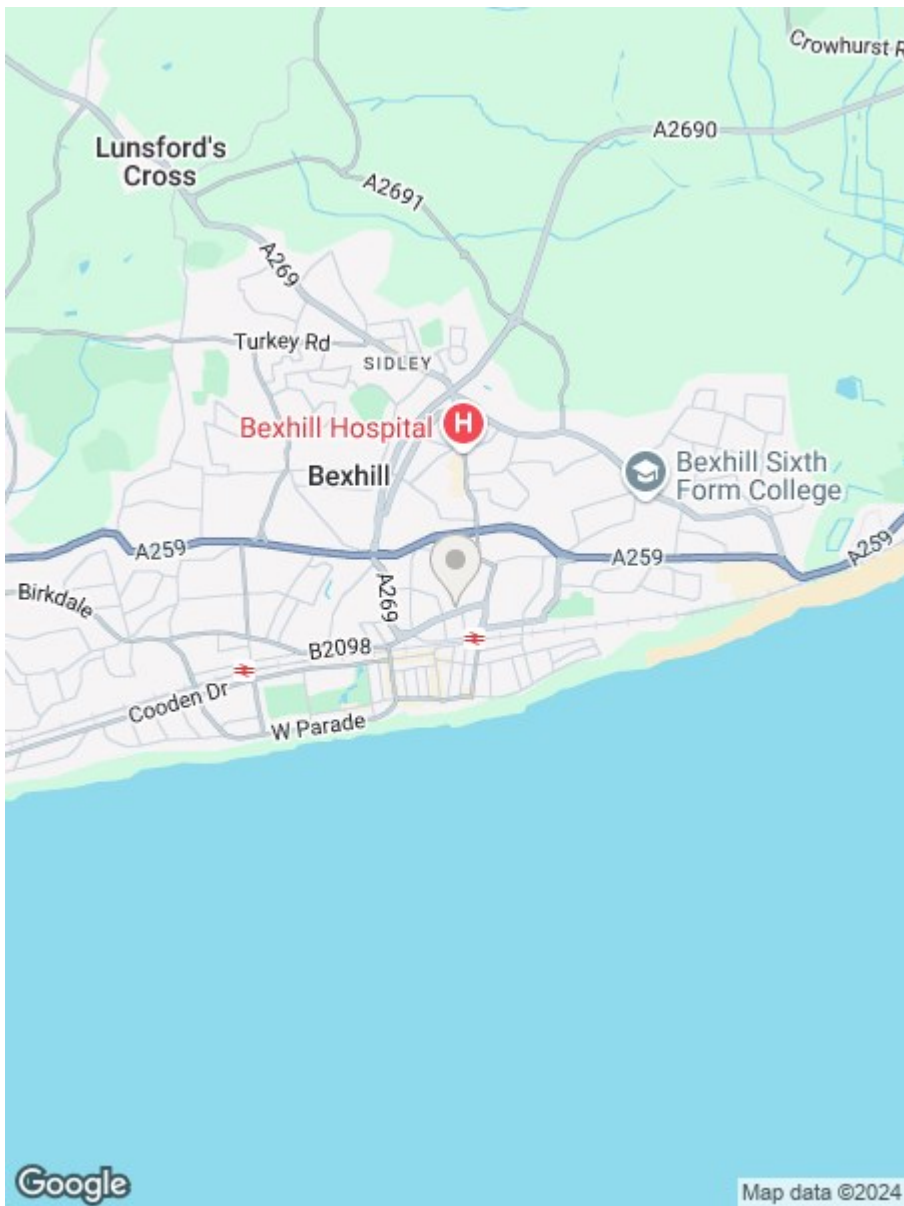 Crowhurst R
A2690
Lunsford's
Cross
A2691
A269
Turkey Rd
SIDLEY
H
Bexhill Hospital
Bexhill
Bexhill Sixth
Form College
A259
A259
A259
Birkdale
A269
B2098
Cooden Dr
W Parade
Google
Map data ©2024